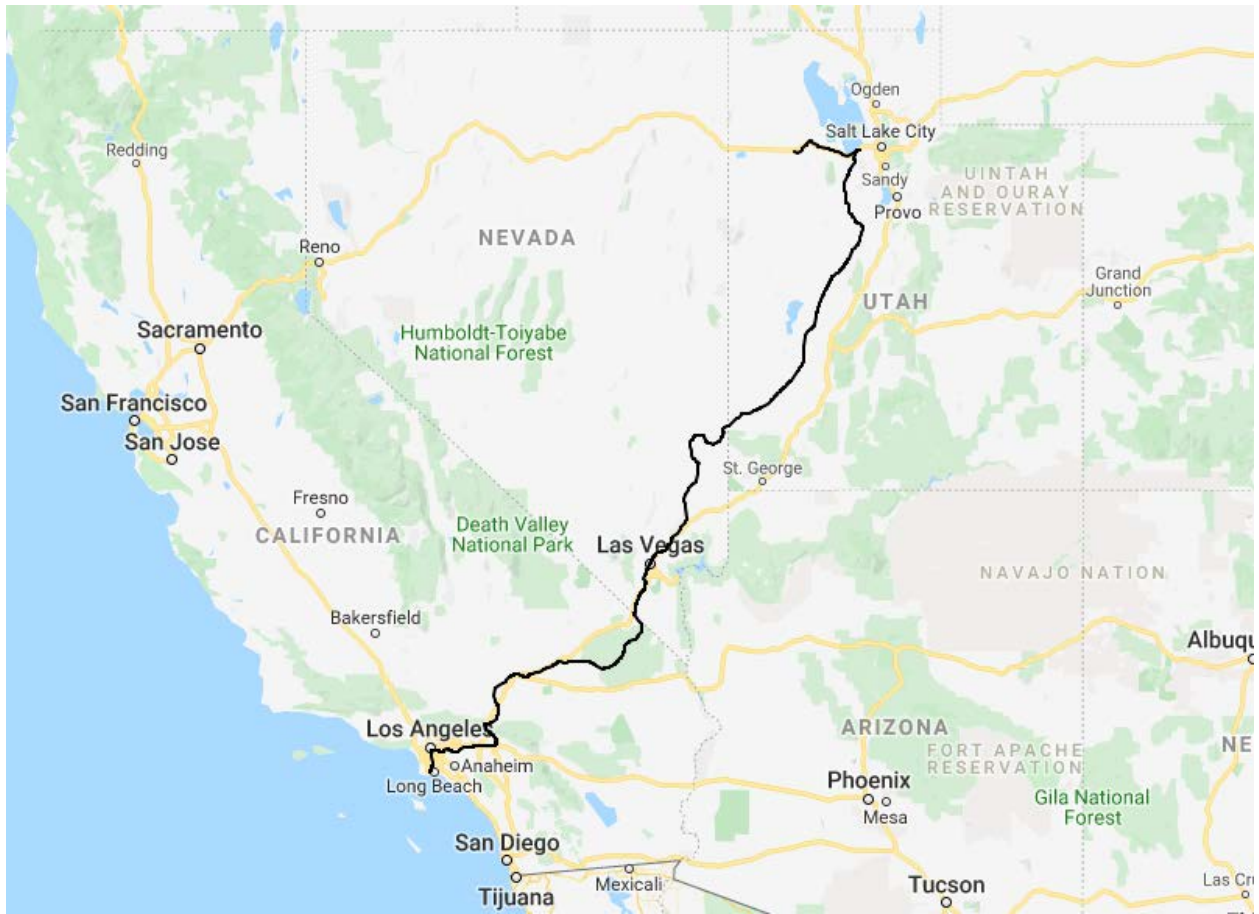 Ogden
Salt Lake City
Redding
Sandy
UINTAH
AND OURAY
RESERVATION
Provo
NEVADA
Reno
Grand
Junction
UTAH
Sacramento
Humboldt-Toiyabe
National Forest
San Francisco
San Jose
St. George
Fresno
CALIFORNIA
Death Valley
National Park
Las Vegas
NAVAJO NATION
Bakersfield
Albuqu
Los Angeles
ARIZONA
FORT APACHE
RESERVATION
NE
Anaheim
Long Beach
Phoenix
Mesa
Gila National
Forest
San Diego
Tijuana
Mexicali
Tucson
Las Cru